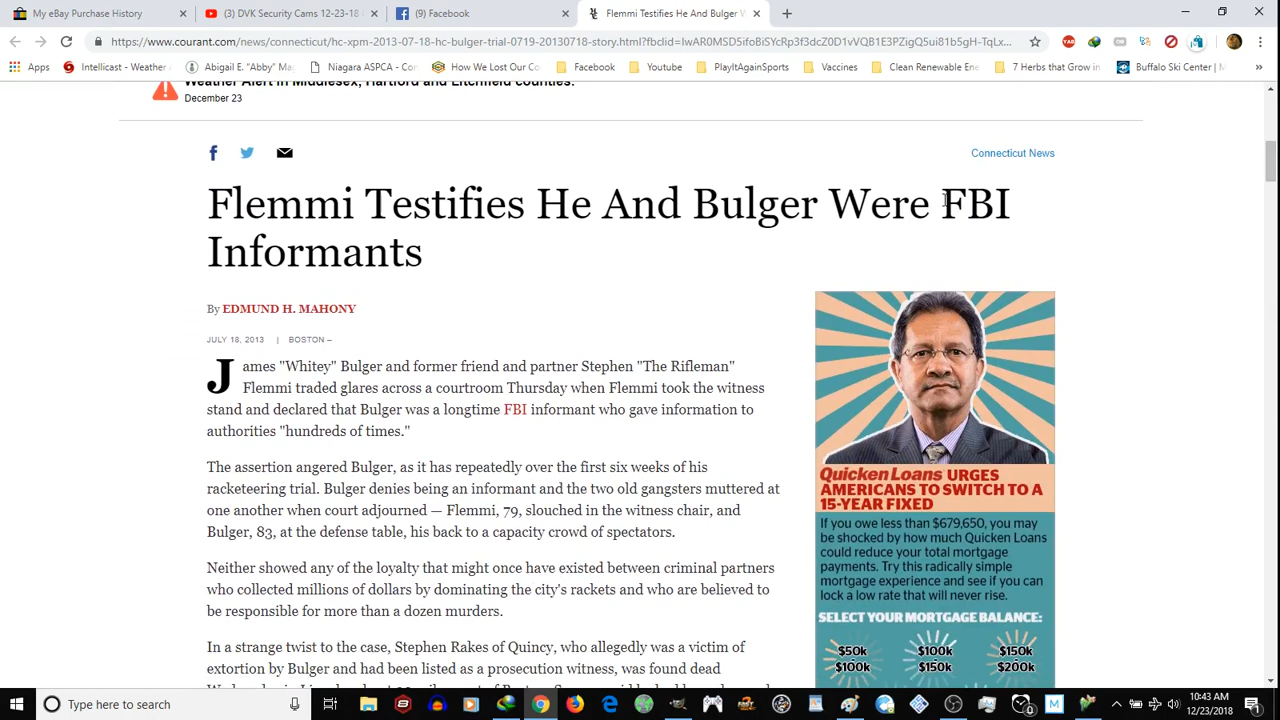 My eBay Purchase History
(3) DVK Security Cams 12-23-18
(9) Facebook
Flemmi Testifies He And Bulger W
https://www.courant.com/news/connecticut/hc-xpm-2013-07-18-hc-bulger-trial-0719-20130718-story.html?fbclid=IwAR0MSD5ifoBiSYcRp3f3dcZ0D1vVQB1E3PZigQ5ui81b5gH-TqLx...
Apps
Intellicast - Weather
Abigail E. "Abby" Ma
Niagara ASPCA - Con
How We Lost Our Co
Facebook
Youtube
PlayItAgainSports
Vaccines
Clean Renewable Ene
7 Herbs that Grow in
Buffalo Ski Center |
Weather Alert in Middlesex, Hartford and Litchfield counties.
December 23
Connecticut News
Flemmi Testifies He And Bulger Were FBI
Informants
By EDMUND H. MAHONY
JULY 18, 2013 | BOSTON –
James "Whitey" Bulger and former friend and partner Stephen "The Rifleman"
Flemmi traded glares across a courtroom Thursday when Flemmi took the witness
stand and declared that Bulger was a longtime FBI informant who gave information to
authorities "hundreds of times."
The assertion angered Bulger, as it has repeatedly over the first six weeks of his
racketeering trial. Bulger denies being an informant and the two old gangsters muttered at
one another when court adjourned — Flemmi, 79, slouched in the witness chair, and
Bulger, 83, at the defense table, his back to a capacity crowd of spectators.
Neither showed any of the loyalty that might once have existed between criminal partners
who collected millions of dollars by dominating the city's rackets and who are believed to
be responsible for more than a dozen murders.
In a strange twist to the case, Stephen Rakes of Quincy, who allegedly was a victim of
extortion by Bulger and had been listed as a prosecution witness, was found dead
Quicken Loans URGES
AMERICANS TO SWITCH TO A
15-YEAR FIXED
If you owe less than $679,650, you may
be shocked by how much Quicken Loans
could reduce your total mortgage
payments. Try this radically simple
mortgage experience and see if you can
lock a low rate that will never rise.
SELECT YOUR MORTGAGE BALANCE:
$50k $100k $150k
$100k $150k $200k
Type here to search
10:43 AM
12/23/2018